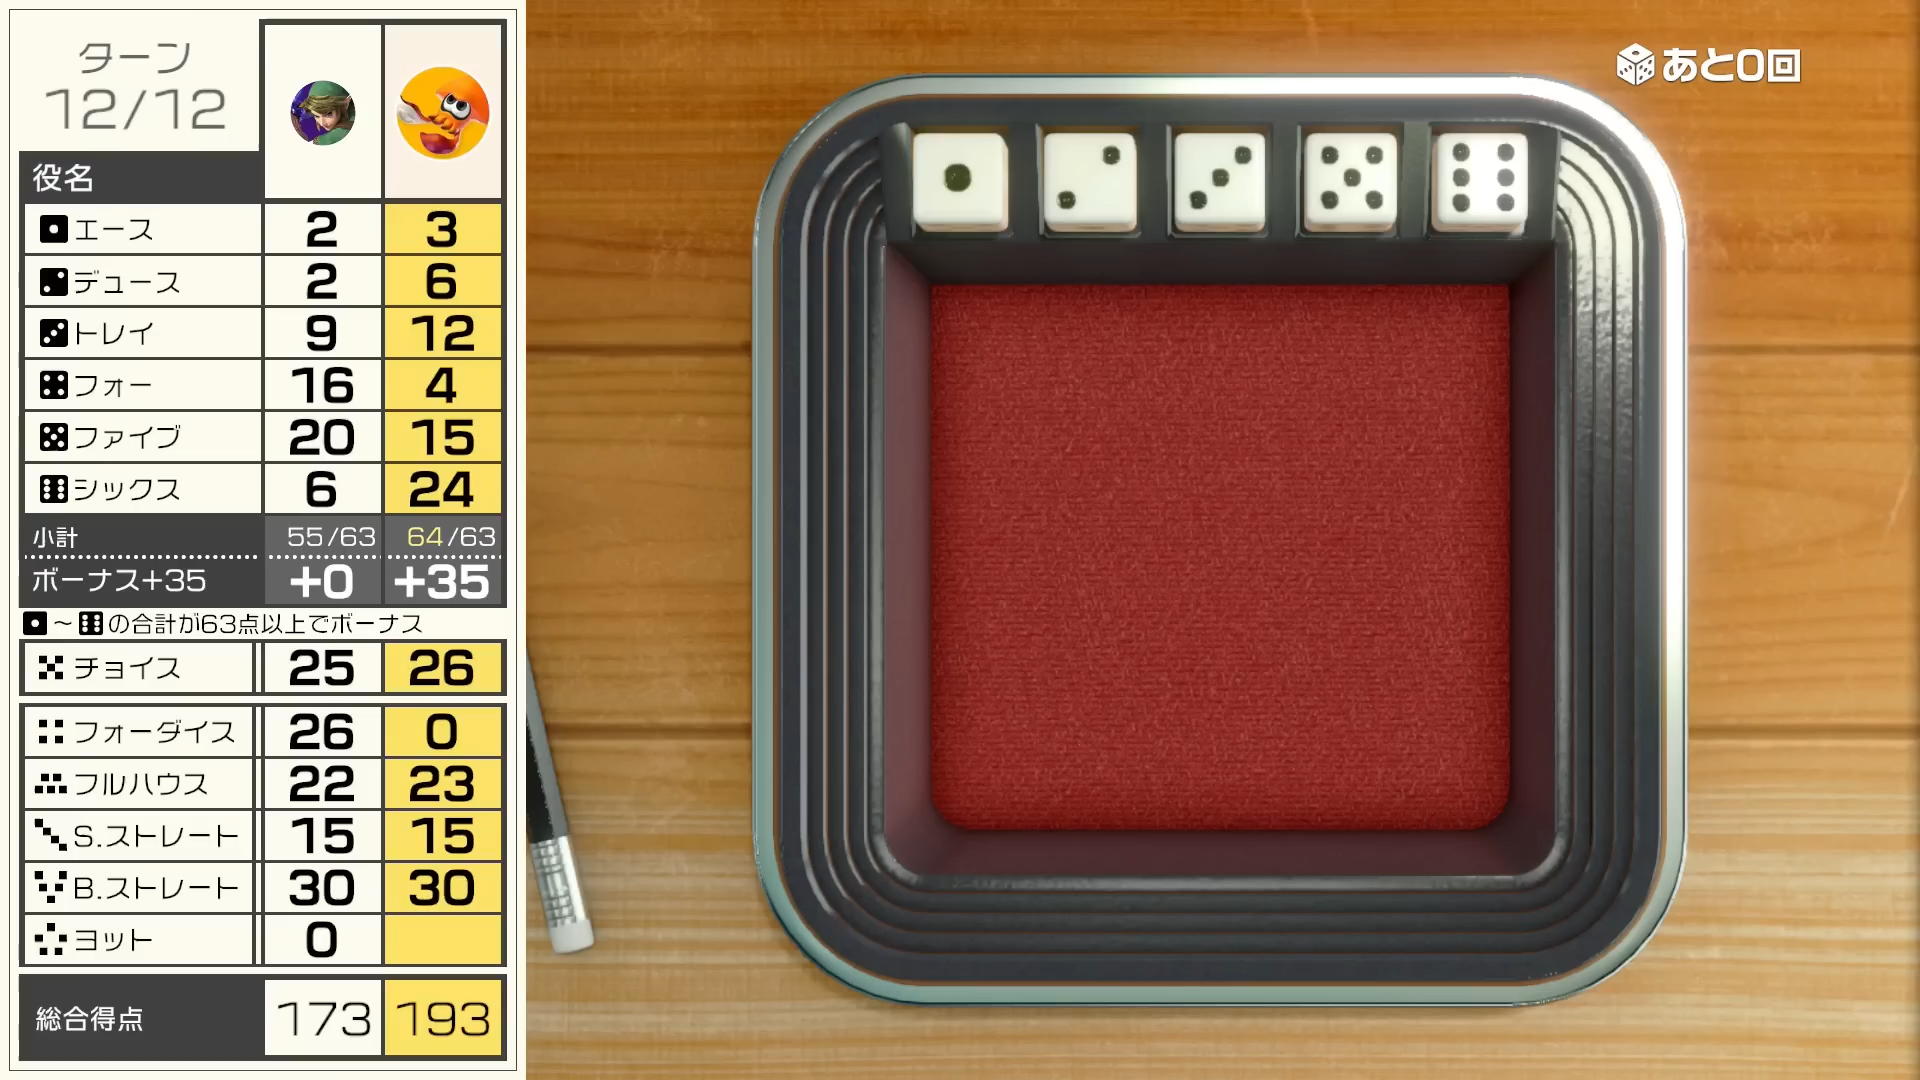 ターン
12/12
役名
エース 2 3
デュース 2 6
トレイ 9 12
フォー 16 4
ファイブ 20 15
シックス 6 24
小計 55/63 64/63
ボーナス+35 +0 +35
～の合計が63点以上でボーナス
チョイス 25 26
フォーダイス 26 0
フルハウス 22 23
S.ストレート 15 15
B.ストレート 30 30
ヨット 0
総合得点 173 193
あと0回